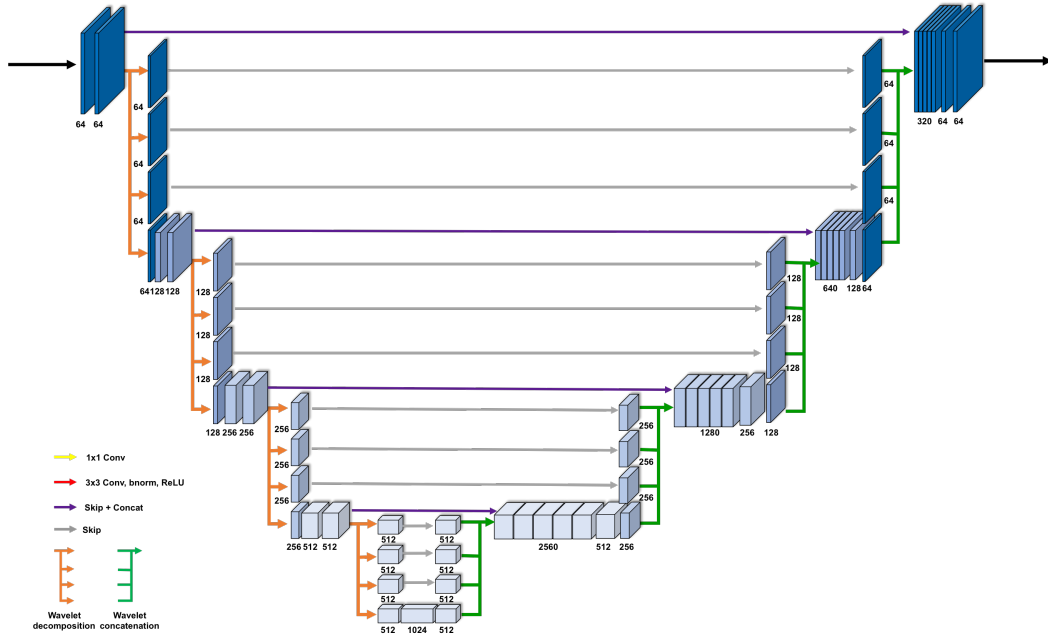 64 64
320 64 64
64
64
64
64
64
64
64 128 128
640 128 64
128
128
128
128
128
128
128 256 256
1280 256 128
256
256
256
256
256
256
256 512 512
2560 512 256
512 512
512 512
512 512
512 1024 512
1x1 Conv
3x3 Conv, bnorm, ReLU
Skip + Concat
Skip
Wavelet Wavelet
decomposition concatenation